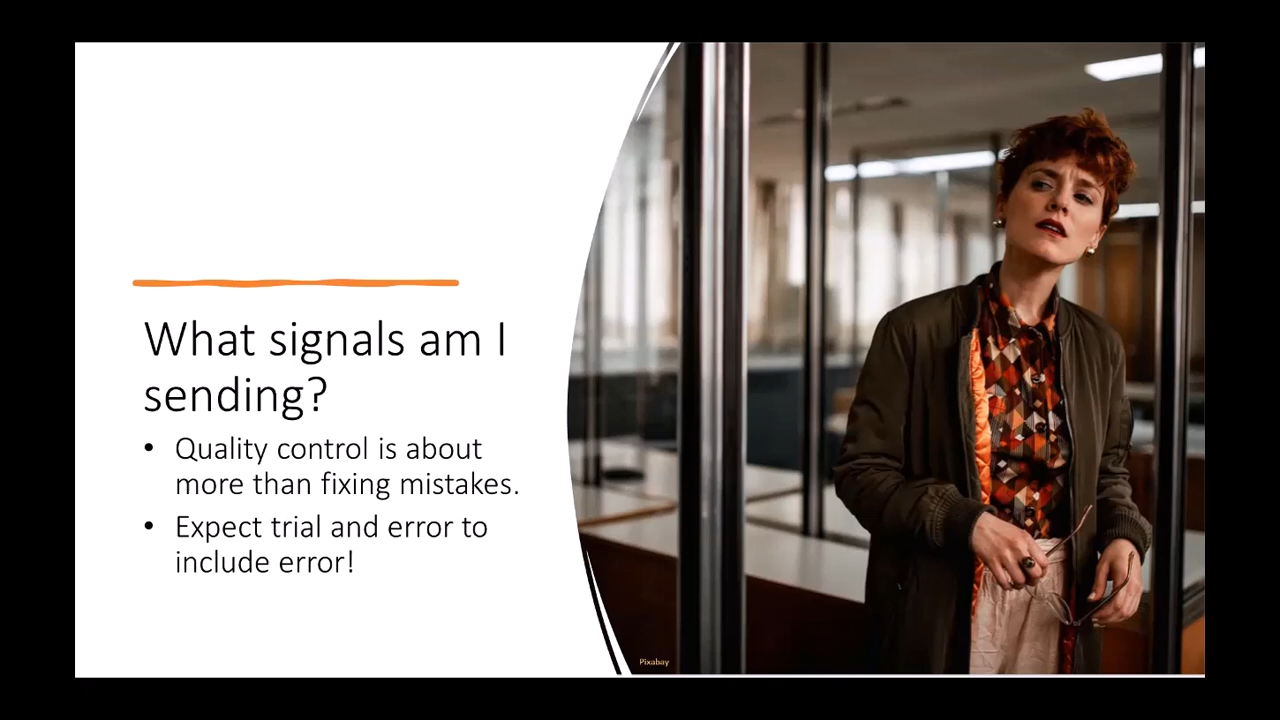 What signals am I
sending?
• Quality control is about
more than fixing mistakes.
• Expect trial and error to
include error!
Pixabay